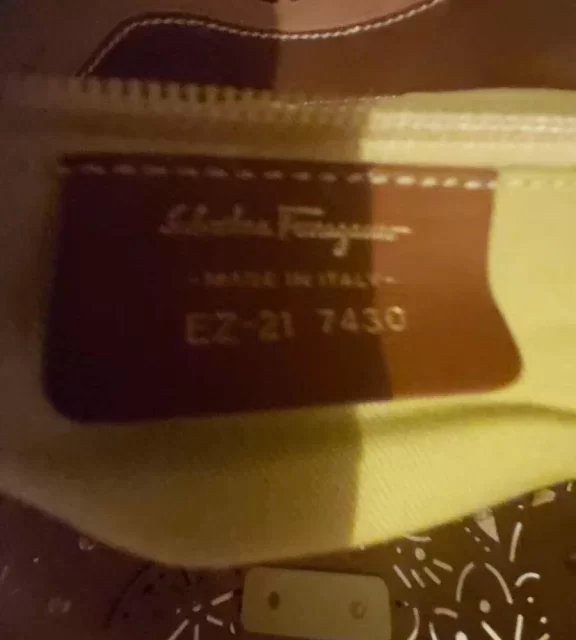 Salvatore Ferragamo
-MADE IN ITALY-
EZ-21 7430